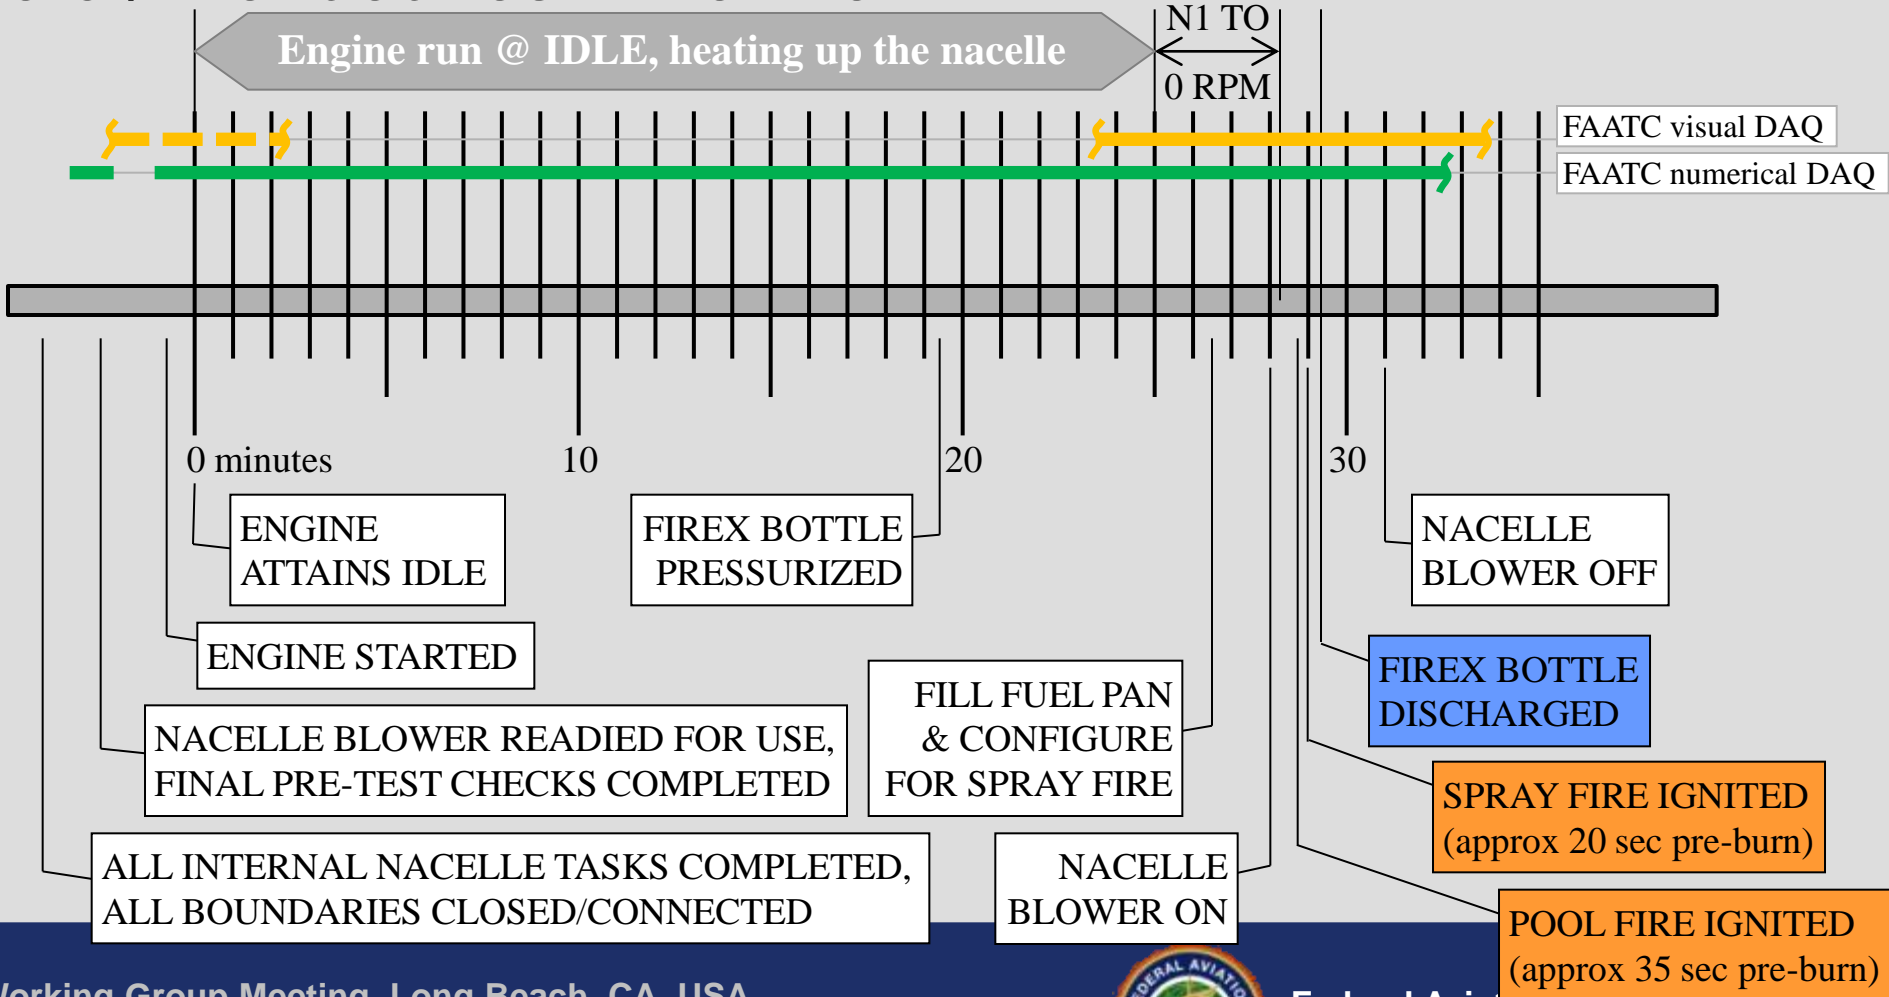 Engine run @ IDLE, heating up the nacelle
N1 TO
0 RPM
FAATC visual DAQ
FAATC numerical DAQ
0 minutes
10
20
30
ENGINE
ATTAINS IDLE
FIREX BOTTLE
PRESSURIZED
NACELLE
BLOWER OFF
ENGINE STARTED
FIREX BOTTLE
DISCHARGED
FILL FUEL PAN
& CONFIGURE
FOR SPRAY FIRE
NACELLE BLOWER READIED FOR USE,
FINAL PRE-TEST CHECKS COMPLETED
SPRAY FIRE IGNITED
(approx 20 sec pre-burn)
ALL INTERNAL NACELLE TASKS COMPLETED,
ALL BOUNDARIES CLOSED/CONNECTED
NACELLE
BLOWER ON
POOL FIRE IGNITED
(approx 35 sec pre-burn)
Working Group Meeting, Long Beach, CA, USA
Federal